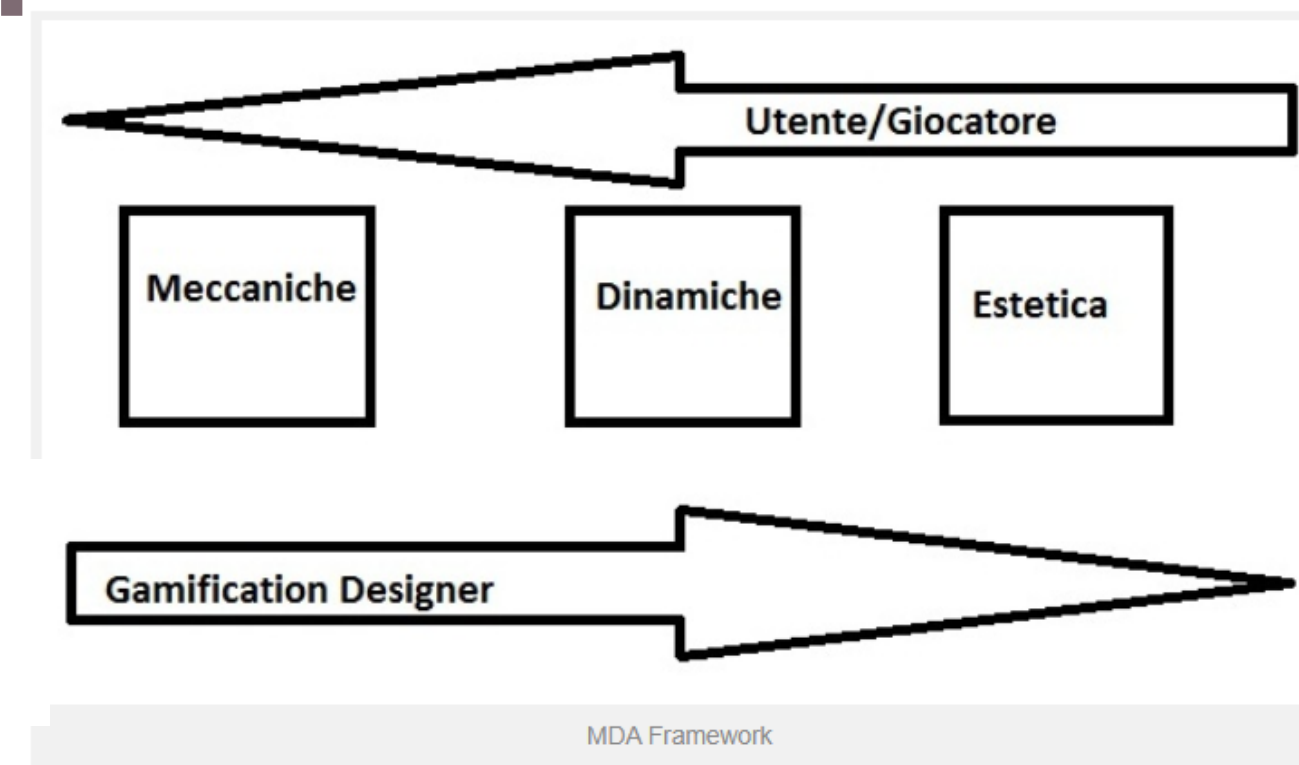 Utente/Giocatore
Meccaniche
Dinamiche
Estetica
Gamification Designer
MDA Framework